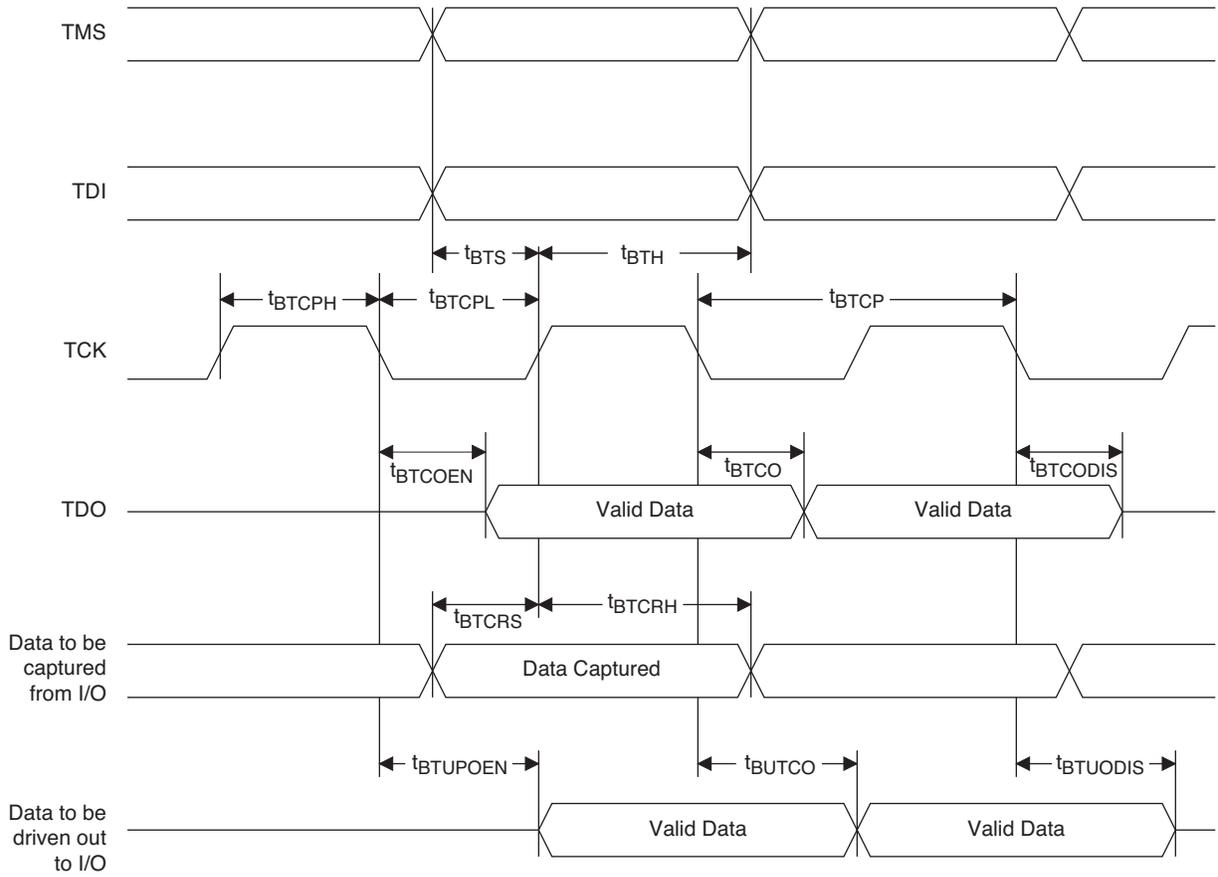 TMS
TDI
tBTS
tBTH
tBTCPH
tBTCPL
tBTCP
TCK
tBTCOEN
tBTCO
tBTCODIS
TDO
Valid Data
Valid Data
tBTCRS
tBTCRH
Data to be
captured
from I/O
Data Captured
tBTUPOEN
tBUTCO
tBTUODIS
Data to be
driven out
to I/O
Valid Data
Valid Data